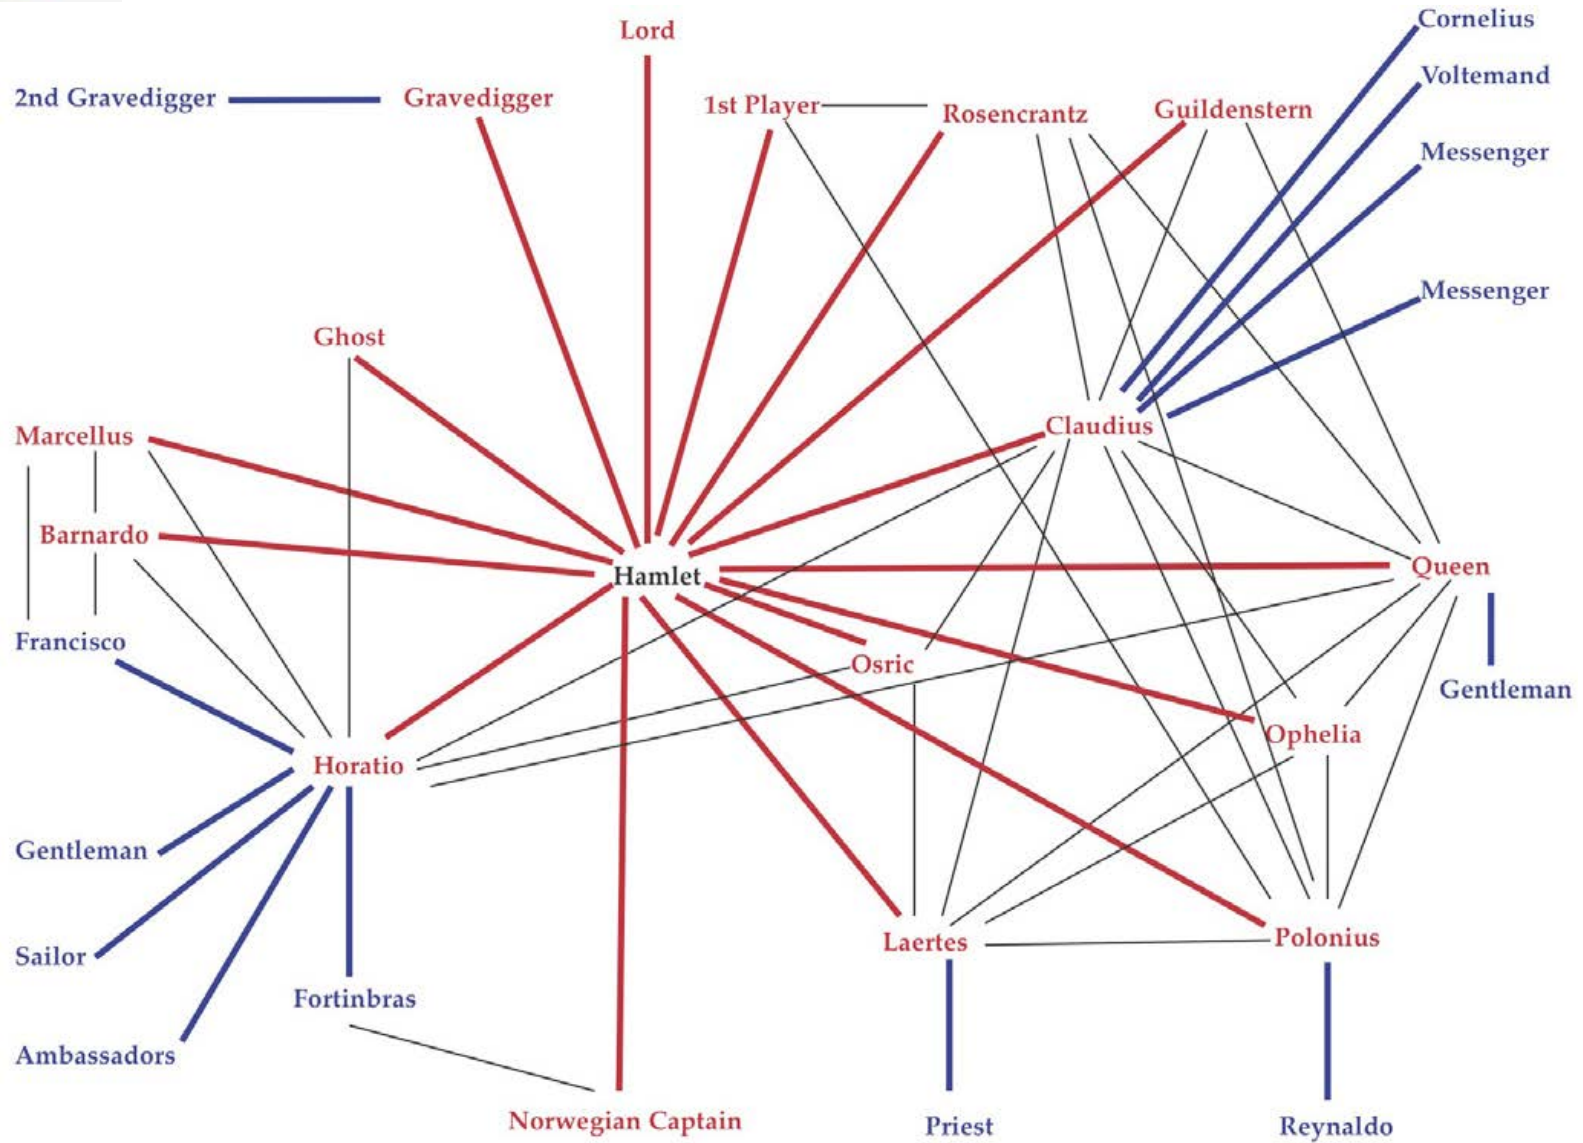 Lord
Cornelius
Voltemand
2nd Gravedigger
Gravedigger
1st Player
Rosencrantz
Guildenstern
Messenger
Messenger
Ghost
Marcellus
Claudius
Barnardo
Hamlet
Queen
Francisco
Osric
Gentleman
Ophelia
Horatio
Gentleman
Laertes
Polonius
Sailor
Fortinbras
Ambassadors
Norwegian Captain
Priest
Reynaldo